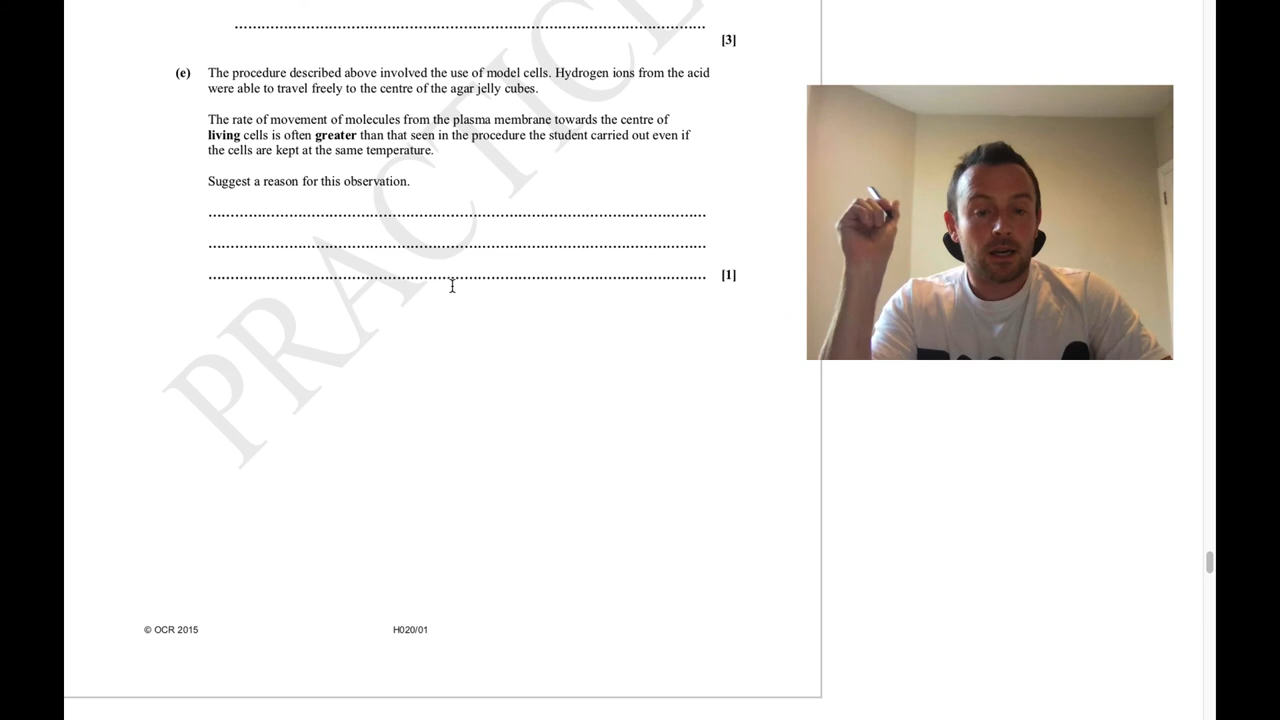 [3]
(e) The procedure described above involved the use of model cells. Hydrogen ions from the acid
were able to travel freely to the centre of the agar jelly cubes.
The rate of movement of molecules from the plasma membrane towards the centre of
living cells is often greater than that seen in the procedure the student carried out even if
the cells are kept at the same temperature.
Suggest a reason for this observation.
[1]
PRACTICE
© OCR 2015 H020/01